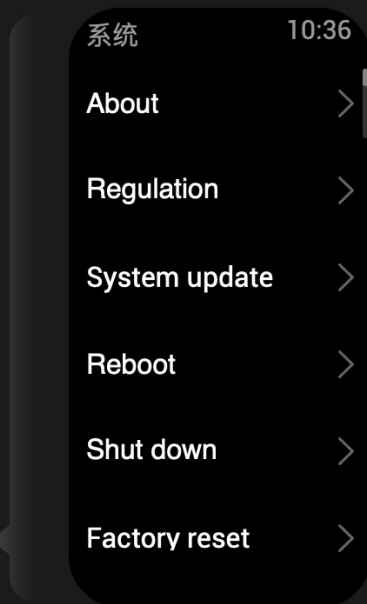 系统 10:36
About
Regulation
System update
Reboot
Shut down
Factory reset